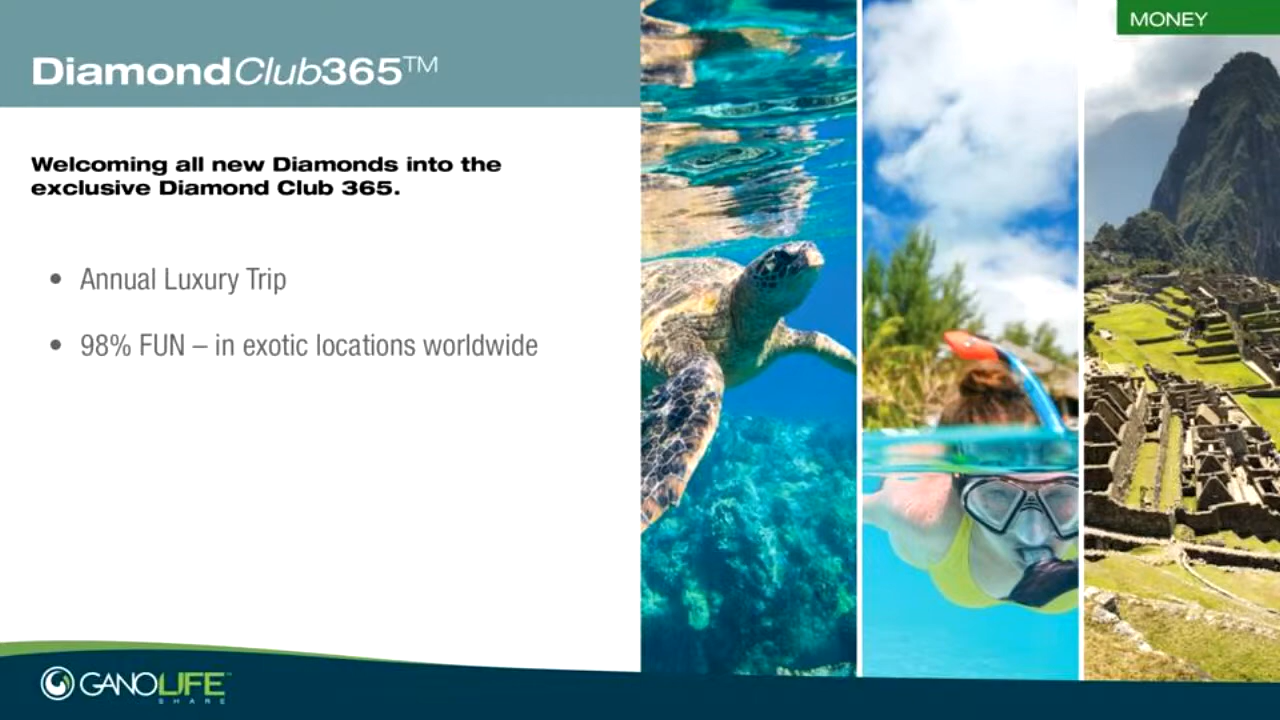 MONEY
DiamondClub365™
Welcoming all new Diamonds into the
exclusive Diamond Club 365.
• Annual Luxury Trip
• 98% FUN – in exotic locations worldwide
GANOLIFE™
SHARE